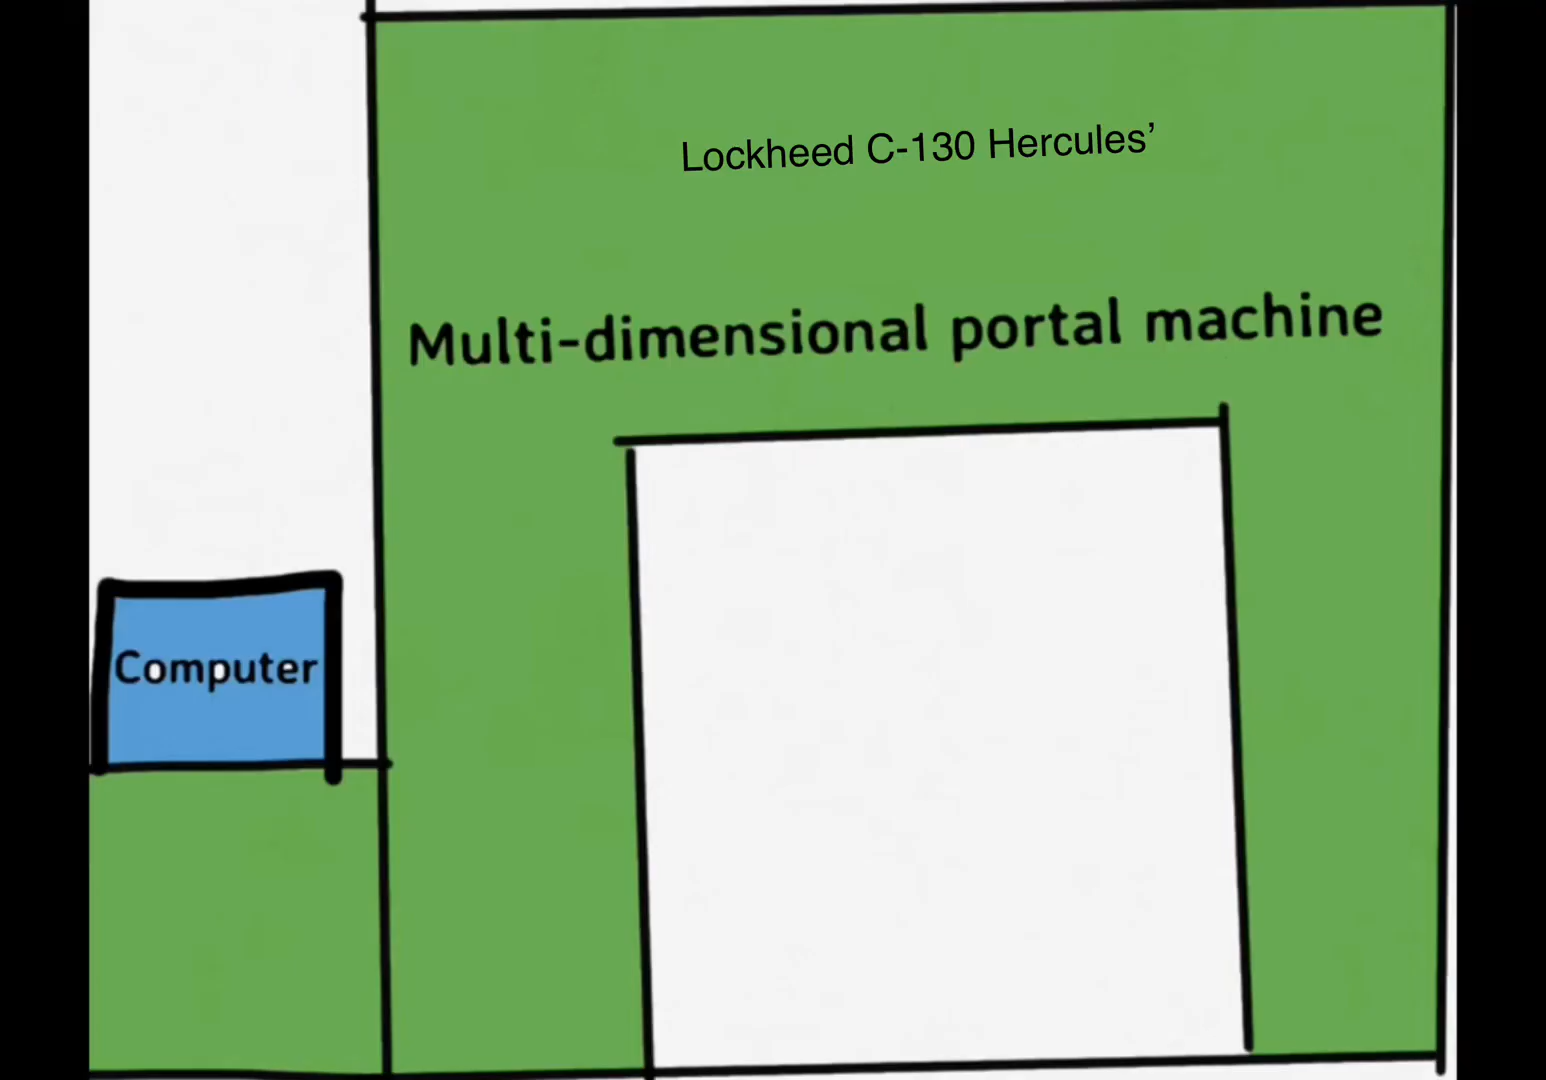 Lockheed C-130 Hercules’
Multi-dimensional portal machine
Computer